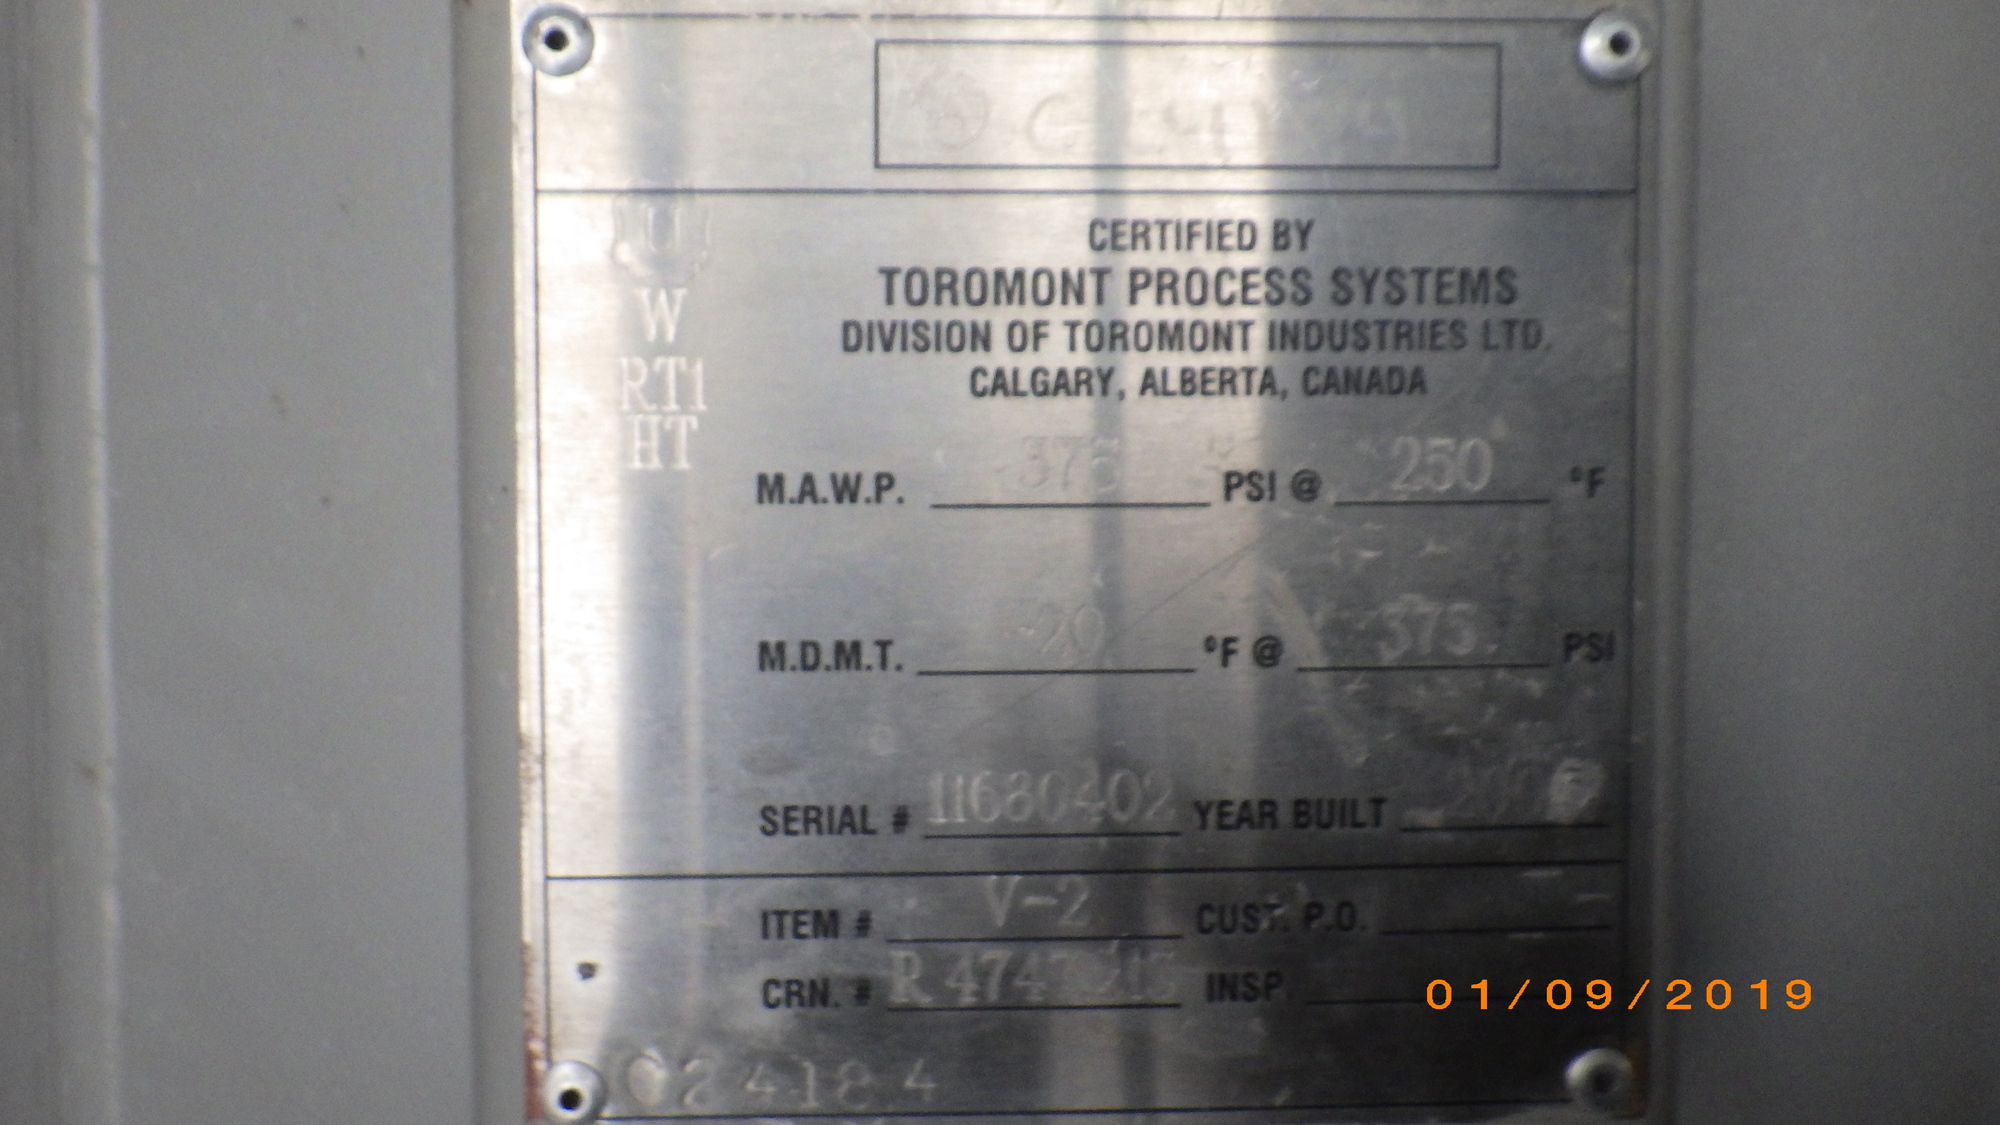 U
W
RT1
HT
CERTIFIED BY
TOROMONT PROCESS SYSTEMS
DIVISION OF TOROMONT INDUSTRIES LTD.
CALGARY, ALBERTA, CANADA
M.A.W.P. 375 PSI @ 250 °F
M.D.M.T. -20 °F @ 375 PSI
SERIAL # 11680402 YEAR BUILT
ITEM # V-2 CUST. P.O.
CRN. # INSP.
01/09/2019